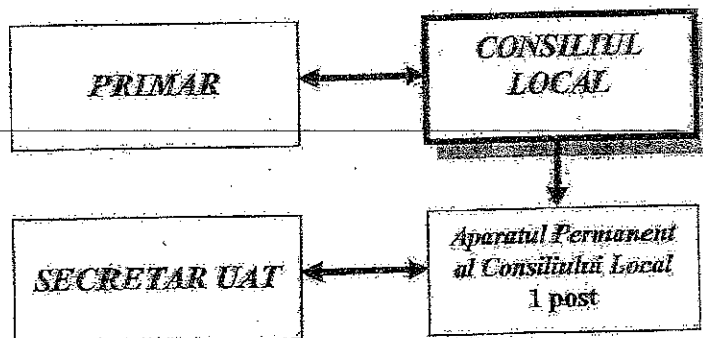 PRIMAR
CONSILIUL
LOCAL
SECRETAR UAT
Aparatul Permanent
al Consiliului Local
1 post